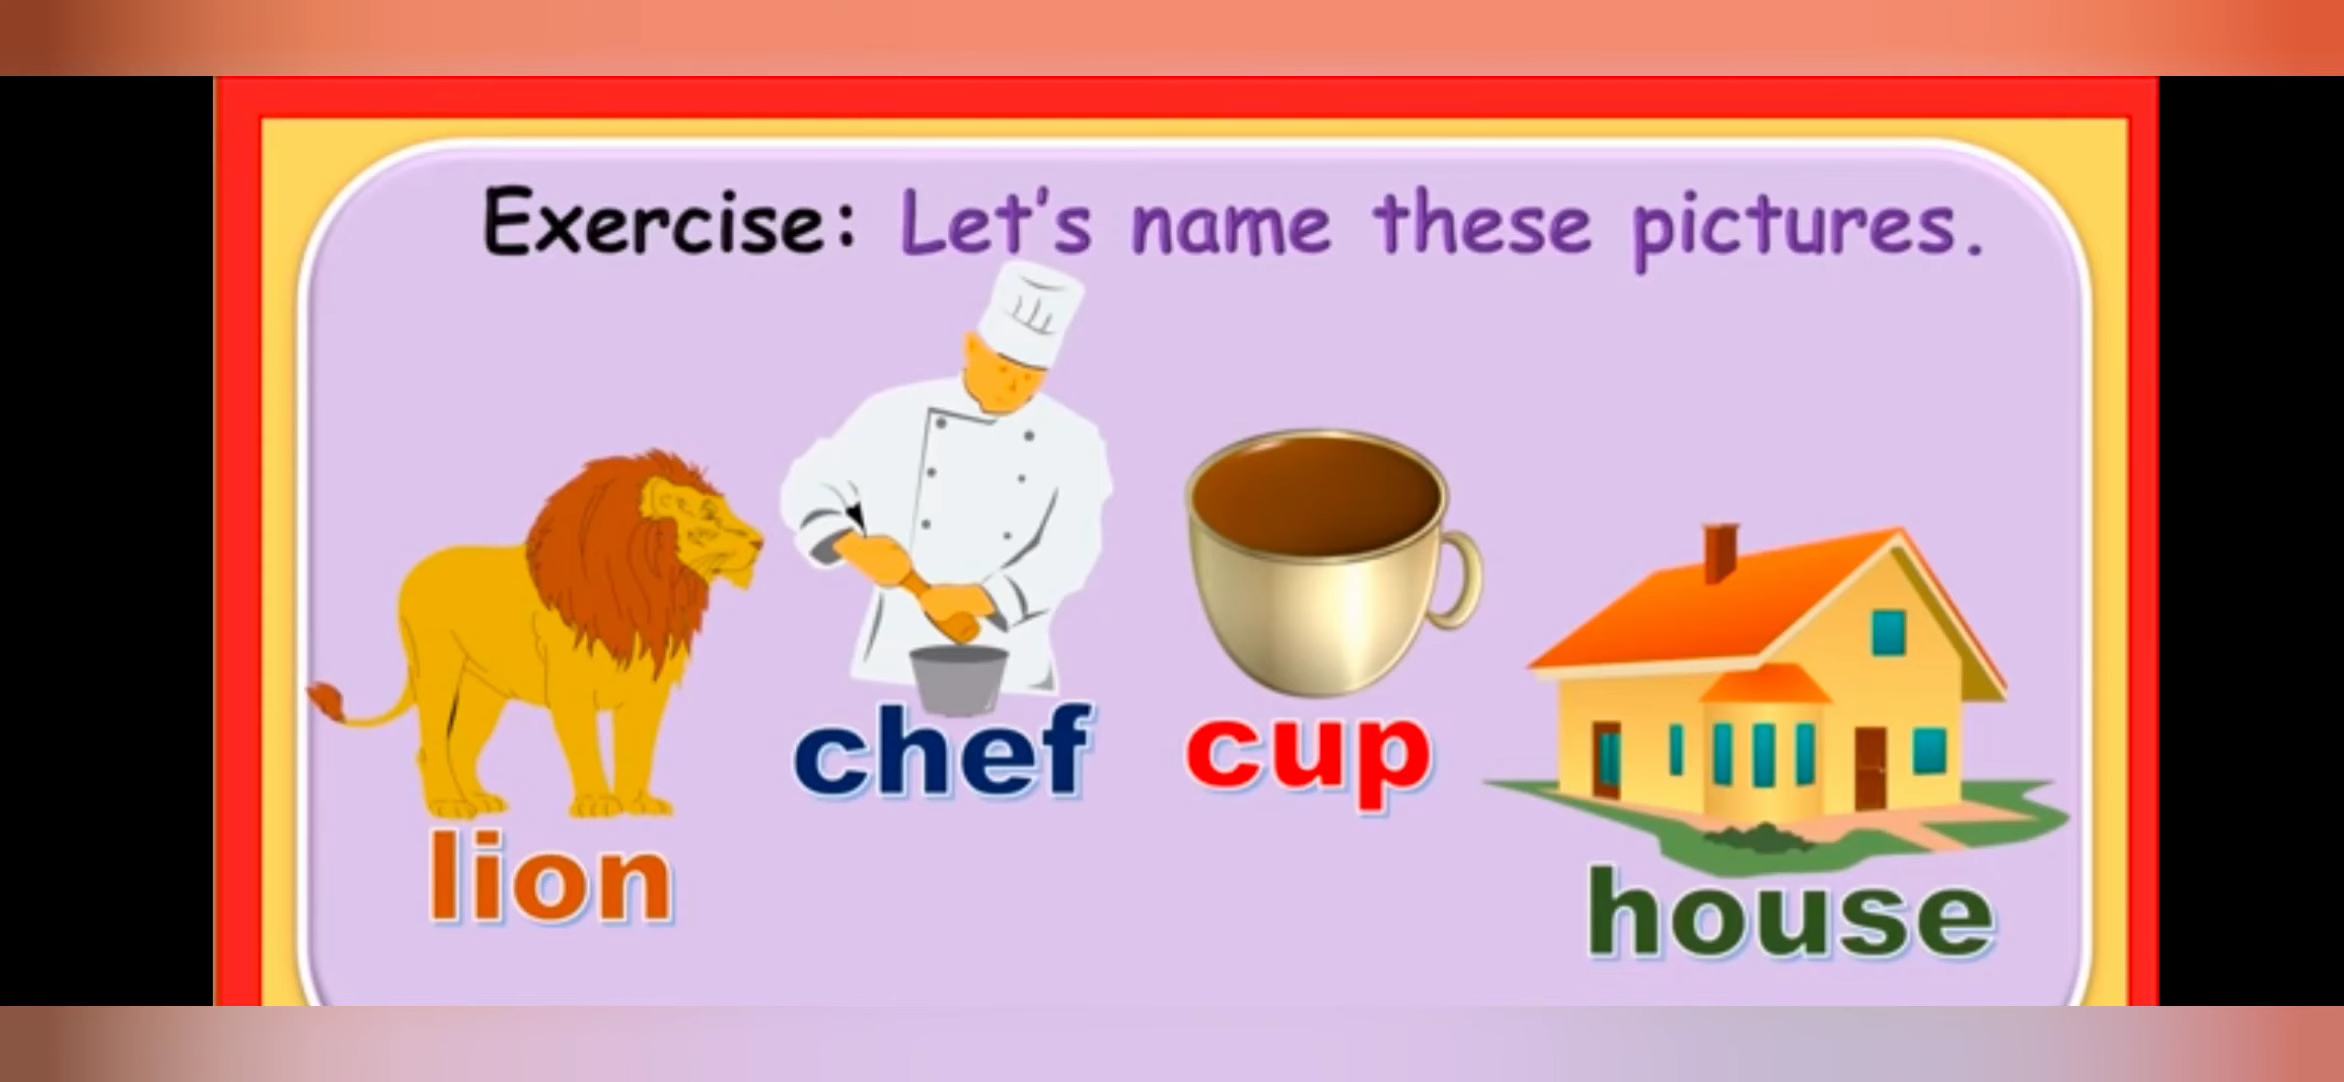 Exercise: Let's name these pictures.
lion
chef
cup
house